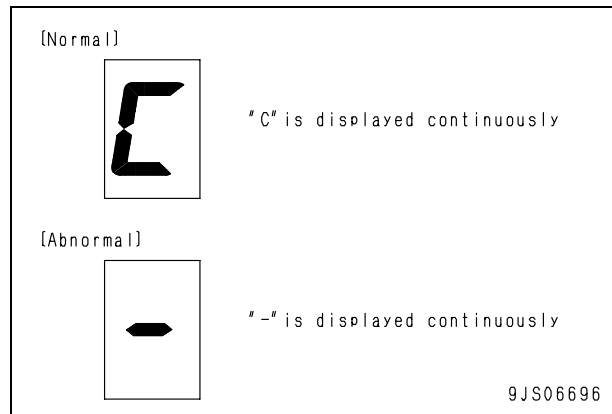 [Normal]
C
"C" is displayed continuously
[Abnormal]
-
"-" is displayed continuously
9JS06696